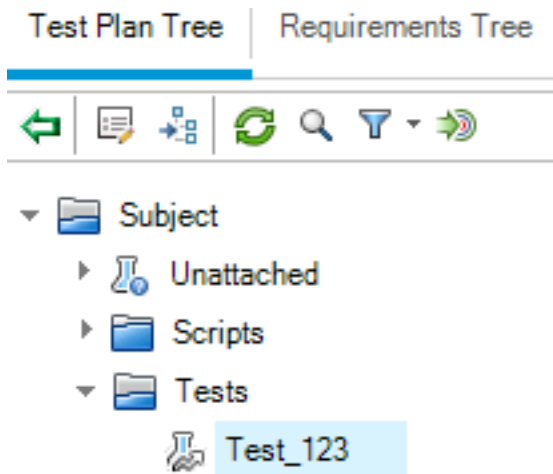 Test Plan Tree Requirements Tree
Subject
Unattached
Scripts
Tests
Test_123